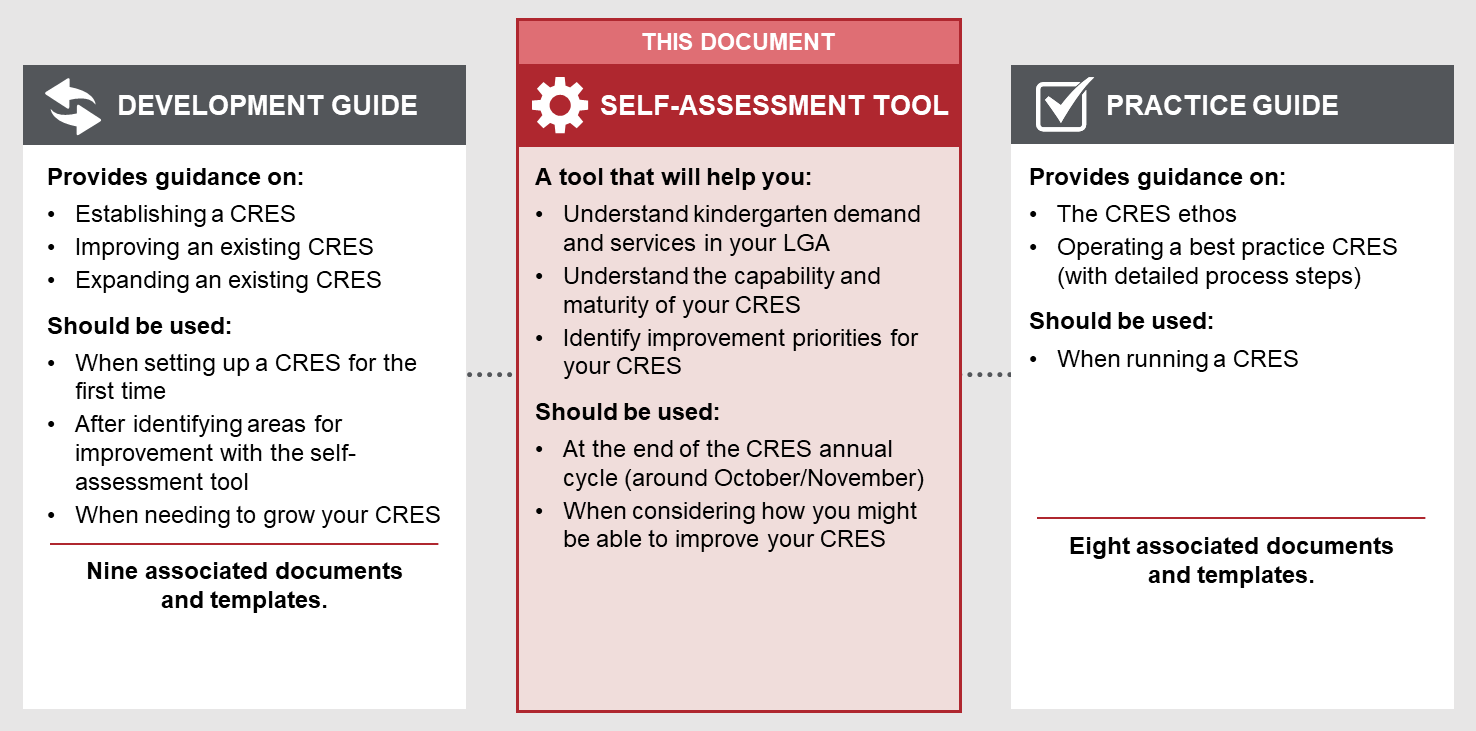 DEVELOPMENT GUIDE
Provides guidance on:
• Establishing a CRES
• Improving an existing CRES
• Expanding an existing CRES
Should be used:
• When setting up a CRES for the
first time
• After identifying areas for
improvement with the self-
assessment tool
• When needing to grow your CRES
Nine associated documents
and templates.
THIS DOCUMENT
SELF-ASSESSMENT TOOL
A tool that will help you:
• Understand kindergarten demand
and services in your LGA
• Understand the capability and
maturity of your CRES
• Identify improvement priorities for
your CRES
Should be used:
• At the end of the CRES annual
cycle (around October/November)
• When considering how you might
be able to improve your CRES
PRACTICE GUIDE
Provides guidance on:
• The CRES ethos
• Operating a best practice CRES
(with detailed process steps)
Should be used:
• When running a CRES
Eight associated documents
and templates.